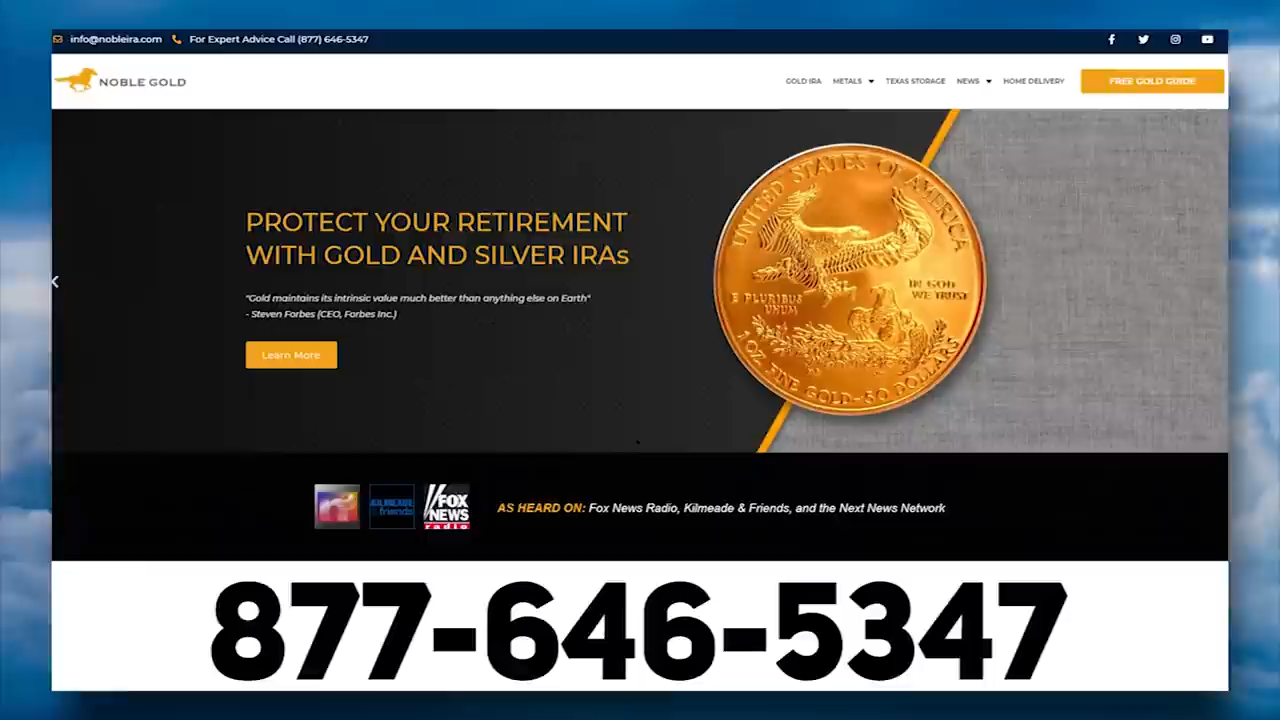 info@nobleira.com For Expert Advice Call (877) 646-5347
NOBLE GOLD
GOLD IRA METALS TEXAS STORAGE NEWS HOME DELIVERY FREE GOLD GUIDE
PROTECT YOUR RETIREMENT
WITH GOLD AND SILVER IRAs
"Gold maintains its intrinsic value much better than anything else on Earth"
- Steven Forbes (CEO, Forbes Inc.)
Learn More
UNITED STATES OF AMERICA
IN GOD
WE TRUST
E PLURIBUS
UNUM
1 OZ. FINE GOLD~50 DOLLARS
KILMEADE
friends
FOX
NEWS
radio
AS HEARD ON: Fox News Radio, Kilmeade & Friends, and the Next News Network
877-646-5347